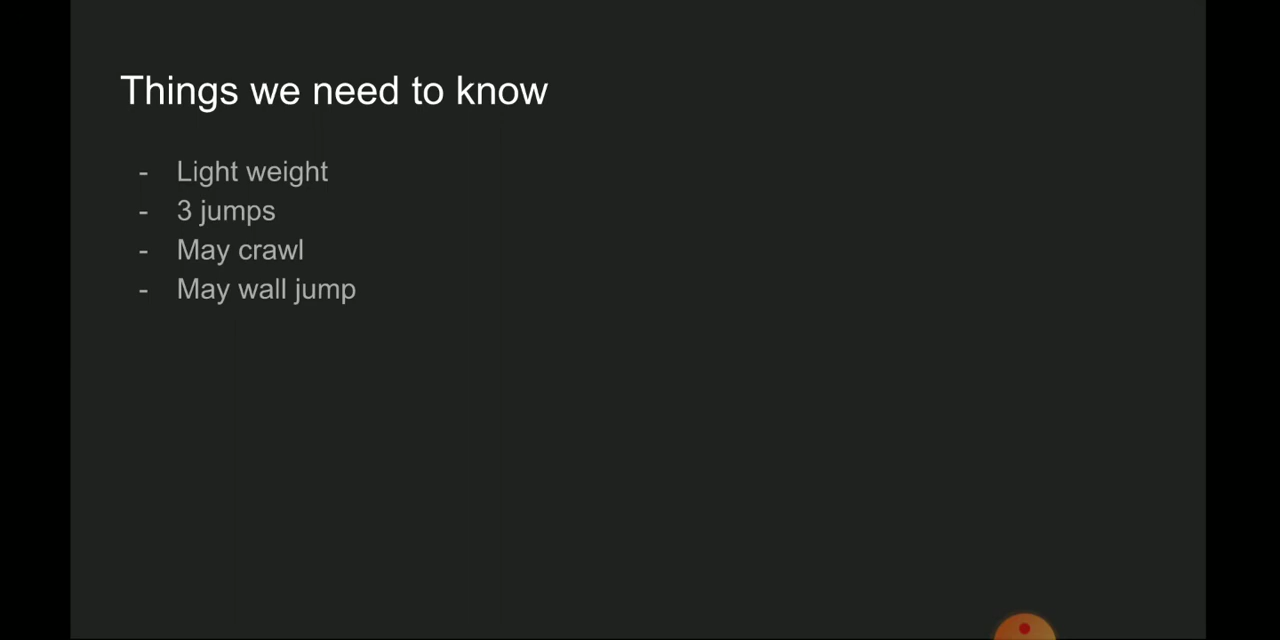 Things we need to know
- Light weight
- 3 jumps
- May crawl
- May wall jump